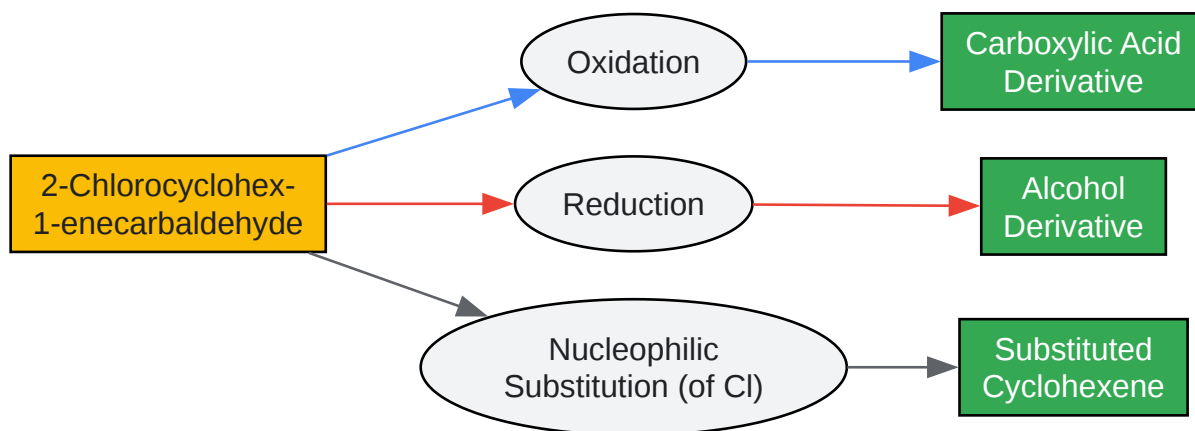 Oxidation
Carboxylic Acid
Derivative
2-Chlorocyclohex-
1-enecarbaldehyde
Reduction
Alcohol
Derivative
Nucleophilic
Substitution (of Cl)
Substituted
Cyclohexene